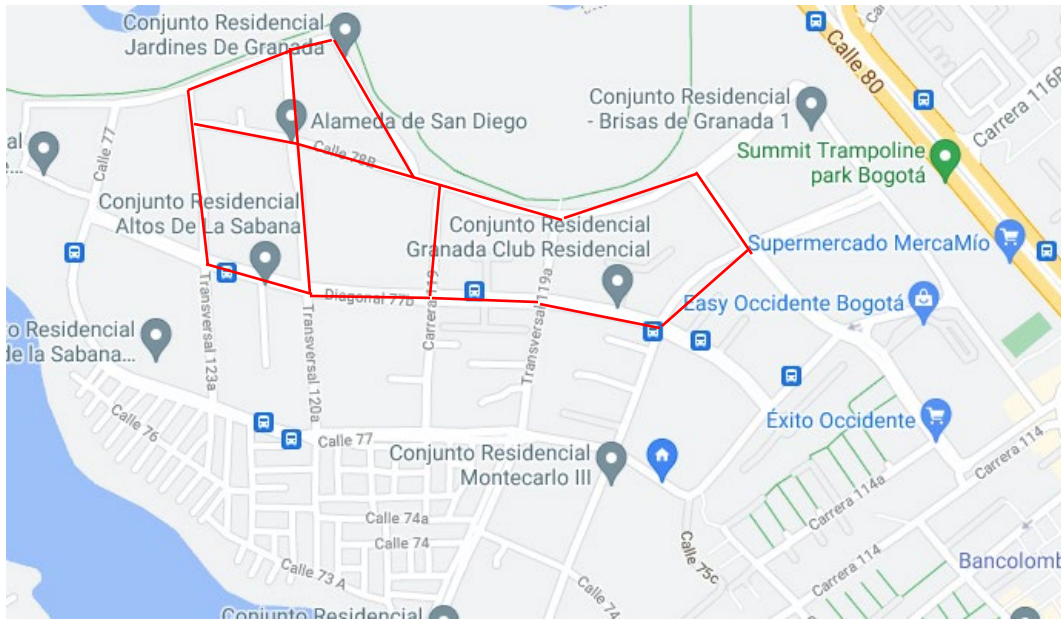 Conjunto Residencial
Jardines De Granada
Calle 80
Carrera 116B
Conjunto Residencial
- Brisas de Granada 1
Alameda de San Diego
Calle 77
al
e...
Calle 78B
Summit Trampoline
park Bogotá
Conjunto Residencial
Altos De La Sabana
Conjunto Residencial
Granada Club Residencial
Supermercado MercaMío
Diagonal 77b
Carrera 119
Transversal 119a
Transversal 123a
Transversal 120a
Easy Occidente Bogotá
to Residencial
de la Sabana...
Calle 76
Calle 77
Éxito Occidente
Conjunto Residencial
Montecarlo III
Carrera 114
Carrera 114a
Calle 74a
Calle 74
Calle 73 A
Calle 75c
Carrera 114
Bancolomb
Calle 74
Conjunto Residencial